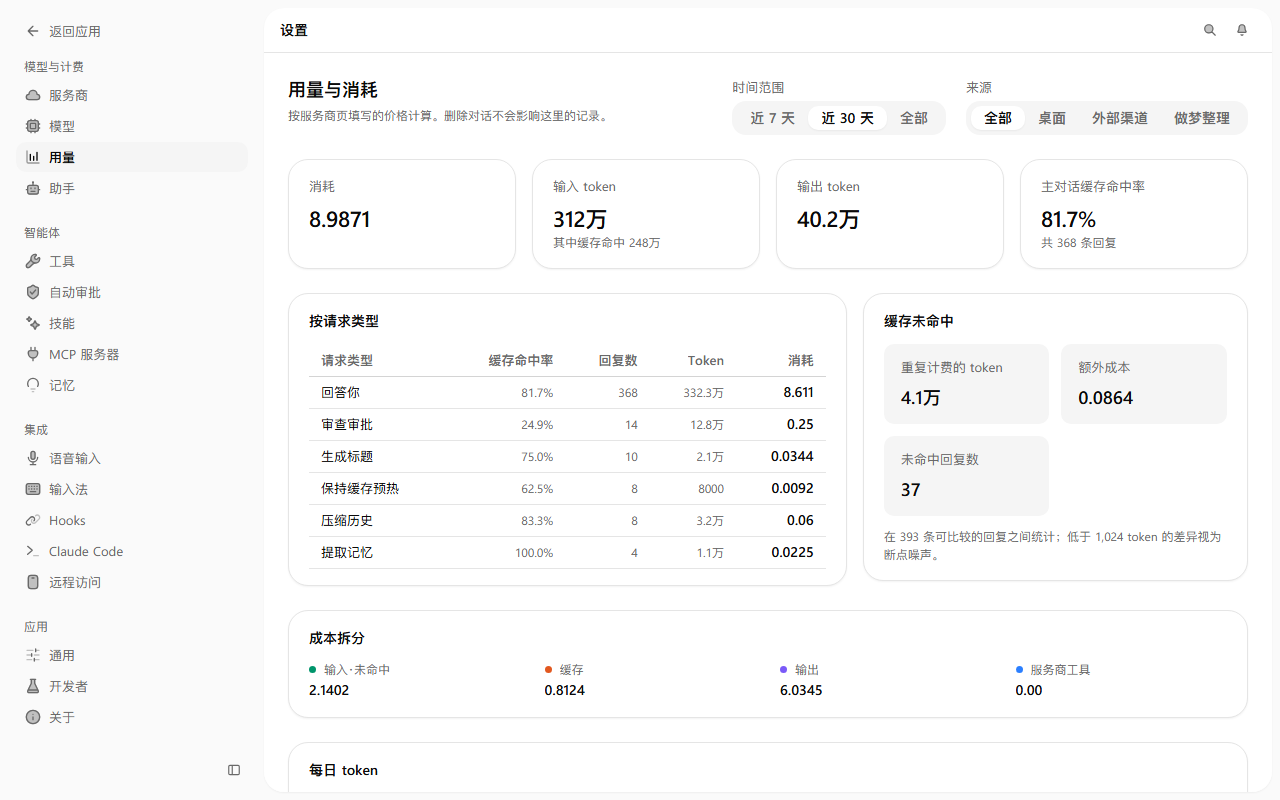 返回应用
模型与计费
服务商
模型
用量
助手
智能体
工具
自动审批
技能
MCP 服务器
记忆
集成
语音输入
输入法
Hooks
Claude Code
远程访问
应用
通用
开发者
关于
设置
用量与消耗
按服务商页填写的价格计算。删除对话不会影响这里的记录。
时间范围
近 7 天 近 30 天 全部
来源
全部 桌面 外部渠道 做梦整理
消耗
8.9871
输入 token
312万
其中缓存命中 248万
输出 token
40.2万
主对话缓存命中率
81.7%
共 368 条回复
按请求类型
请求类型 缓存命中率 回复数 Token 消耗
回答你 81.7% 368 332.3万 8.611
审查审批 24.9% 14 12.8万 0.25
生成标题 75.0% 10 2.1万 0.0344
保持缓存预热 62.5% 8 8000 0.0092
压缩历史 83.3% 8 3.2万 0.06
提取记忆 100.0% 4 1.1万 0.0225
缓存未命中
重复计费的 token
4.1万
额外成本
0.0864
未命中回复数
37
在 393 条可比较的回复之间统计；低于 1,024 token 的差异视为
断点噪声。
成本拆分
输入·未命中
2.1402
缓存
0.8124
输出
6.0345
服务商工具
0.00
每日 token